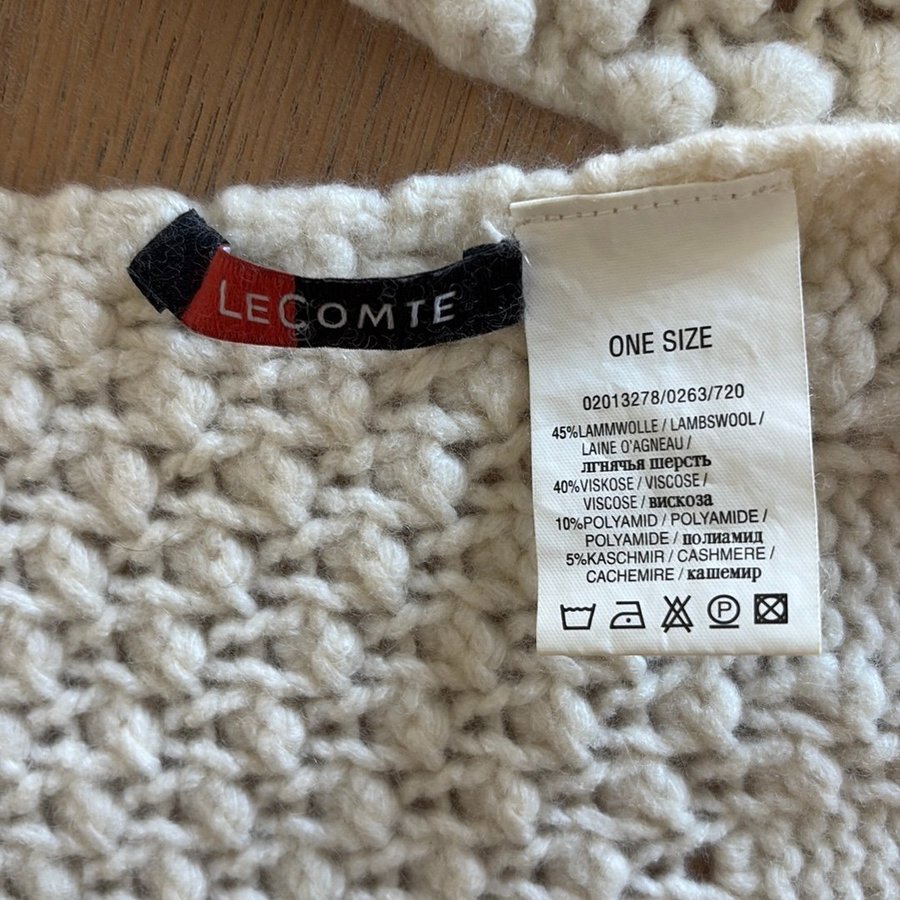 LECOMTE
ONE SIZE
02013278/0263/720
45%LAMMWOLLE / LAMBSWOOL /
LAINE O'AGNEAU /
лгнячья шерсть
40%VISKOSE / VISCOSE /
VISCOSE / вискоза
10%POLYAMID / POLYAMIDE /
POLYAMIDE / полиамид
5%KASCHMIR / CASHMERE /
CACHEMIRE / кашемир
P